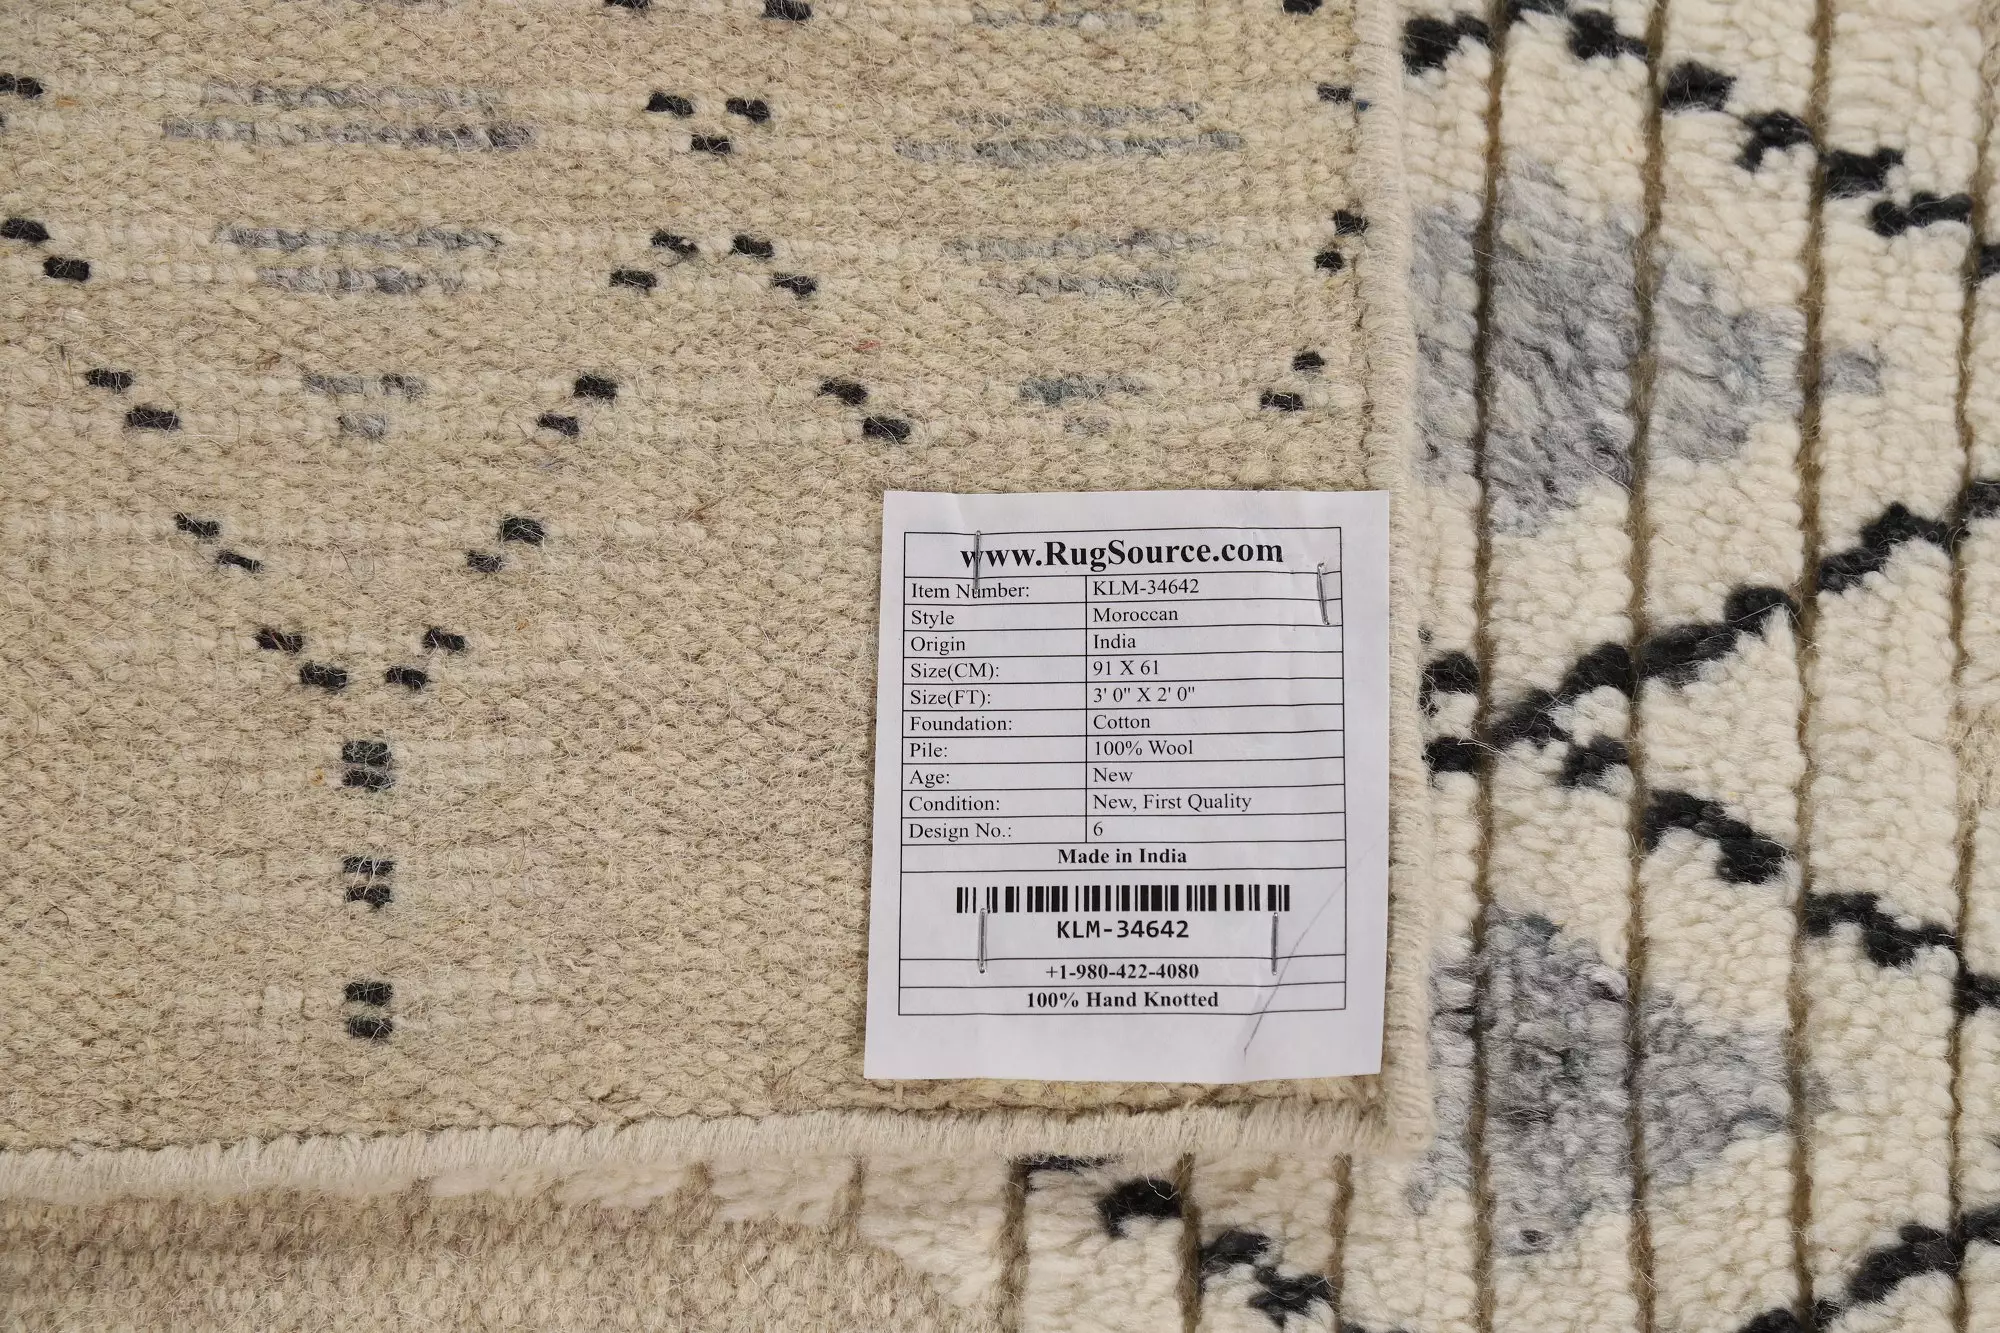 www.RugSource.com
Item Number: KLM-34642
Style Moroccan
Origin India
Size(CM): 91 X 61
Size(FT): 3' 0" X 2' 0"
Foundation: Cotton
Pile: 100% Wool
Age: New
Condition: New, First Quality
Design No.: 6
Made in India
KLM-34642
+1-980-422-4080
100% Hand Knotted